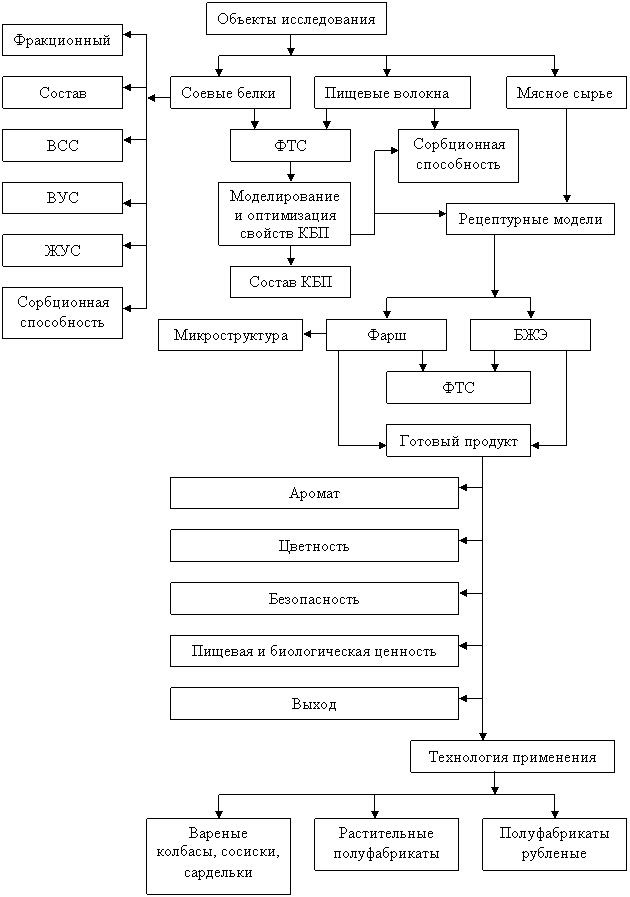 Объекты исследования
Фракционный
Состав
ВСС
ВУС
ЖУС
Сорбционная
способность
Соевые белки
Пищевые волокна
Мясное сырье
ФТС
Сорбционная
способность
Моделирование
и оптимизация
свойств КБП
Рецептурные модели
Состав КБП
Микроструктура
Фарш
БЖЭ
ФТС
Готовый продукт
Аромат
Цветность
Безопасность
Пищевая и биологическая ценность
Выход
Технология применения
Вареные
колбасы, сосиски,
сардельки
Растительные
полуфабрикаты
Полуфабрикаты
рубленые